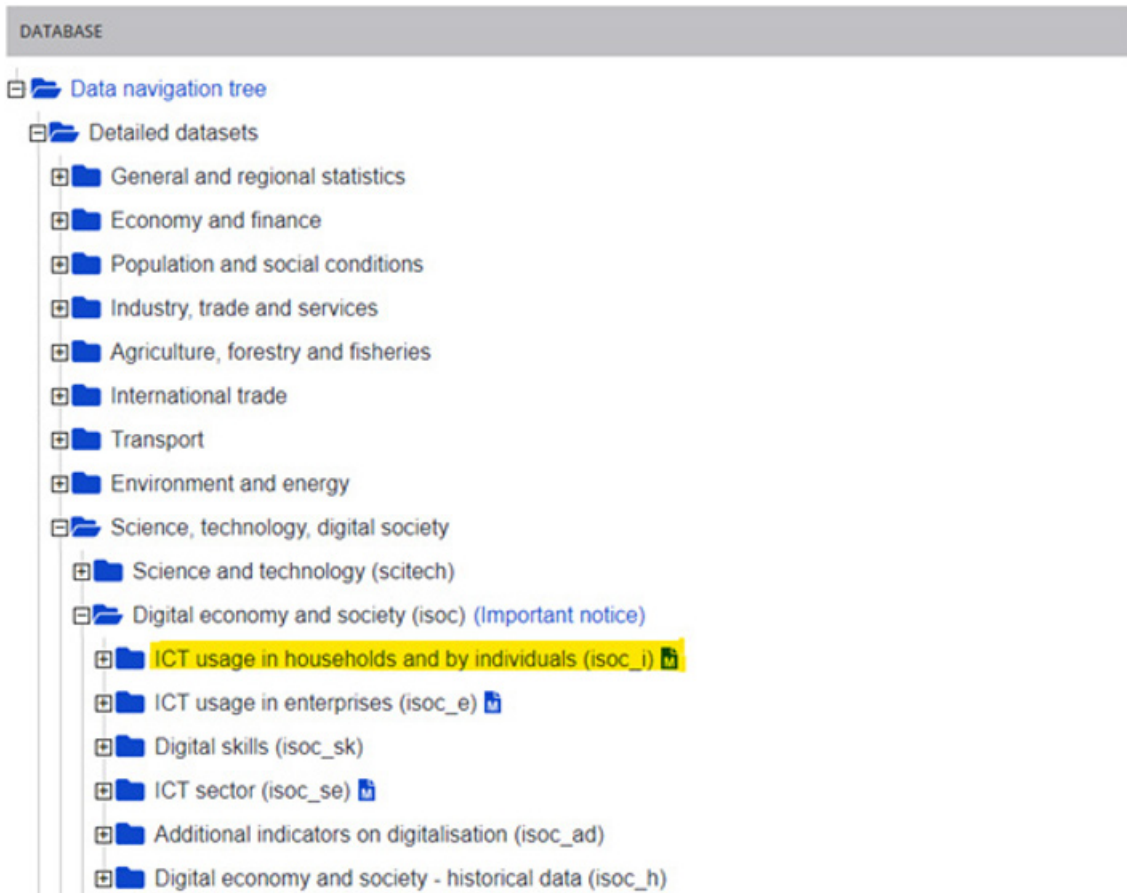 DATABASE
Data navigation tree
Detailed datasets
General and regional statistics
Economy and finance
Population and social conditions
Industry, trade and services
Agriculture, forestry and fisheries
International trade
Transport
Environment and energy
Science, technology, digital society
Science and technology (scitech)
Digital economy and society (isoc) (Important notice)
ICT usage in households and by individuals (isoc_i) M
ICT usage in enterprises (isoc_e) M
Digital skills (isoc_sk)
ICT sector (isoc_se) M
Additional indicators on digitalisation (isoc_ad)
Digital economy and society - historical data (isoc_h)